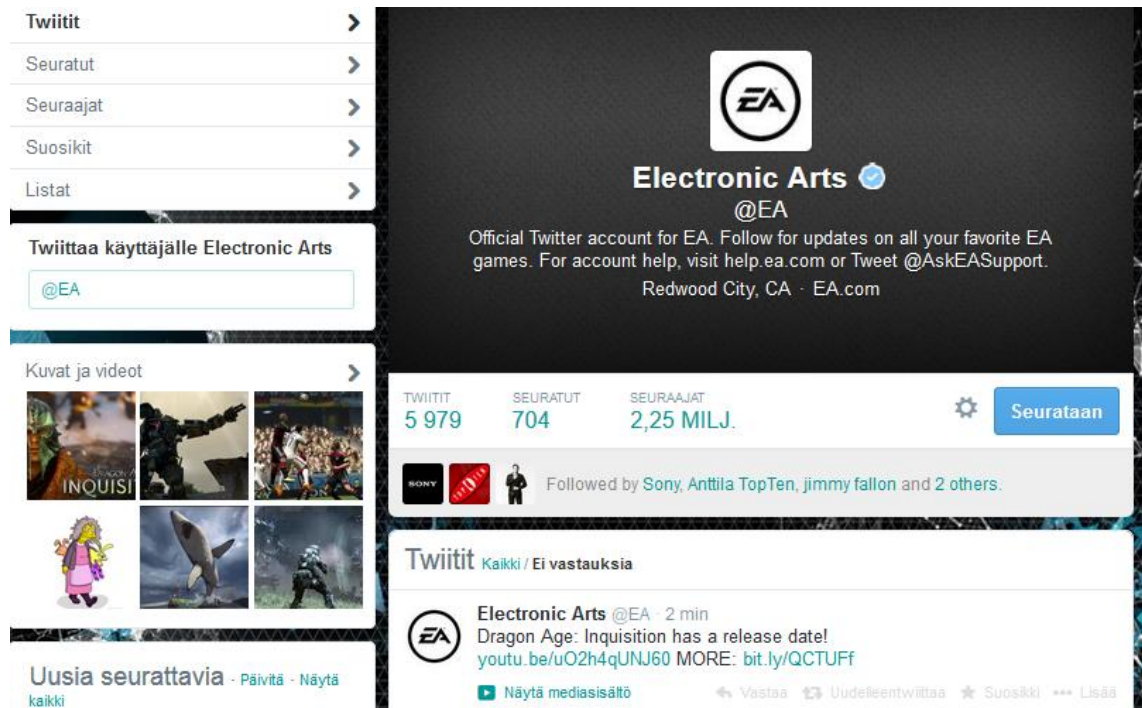 Twiitit
Seuratut
Seuraajat
Suosikit
Listat
Twiittaa käyttäjälle Electronic Arts
@EA
Kuvat ja videot
INQUISI
Uusia seurattavia · Päivitä · Näytä
kaikki
EA
Electronic Arts
@EA
Official Twitter account for EA. Follow for updates on all your favorite EA
games. For account help, visit help.ea.com or Tweet @AskEASupport.
Redwood City, CA · EA.com
TWIITIT SEURATUT SEURAAJAT
5 979 704 2,25 MILJ.
Seurataan
SONY
Followed by Sony, Anttila TopTen, jimmy fallon and 2 others.
Twiitit Kaikki / Ei vastauksia
EA
Electronic Arts @EA · 2 min
Dragon Age: Inquisition has a release date!
youtu.be/uO2h4qUNJ60 MORE: bit.ly/QCTUFf
Näytä mediasisältö Vastaa Uudelleentwiittaa Suosikki Lisää